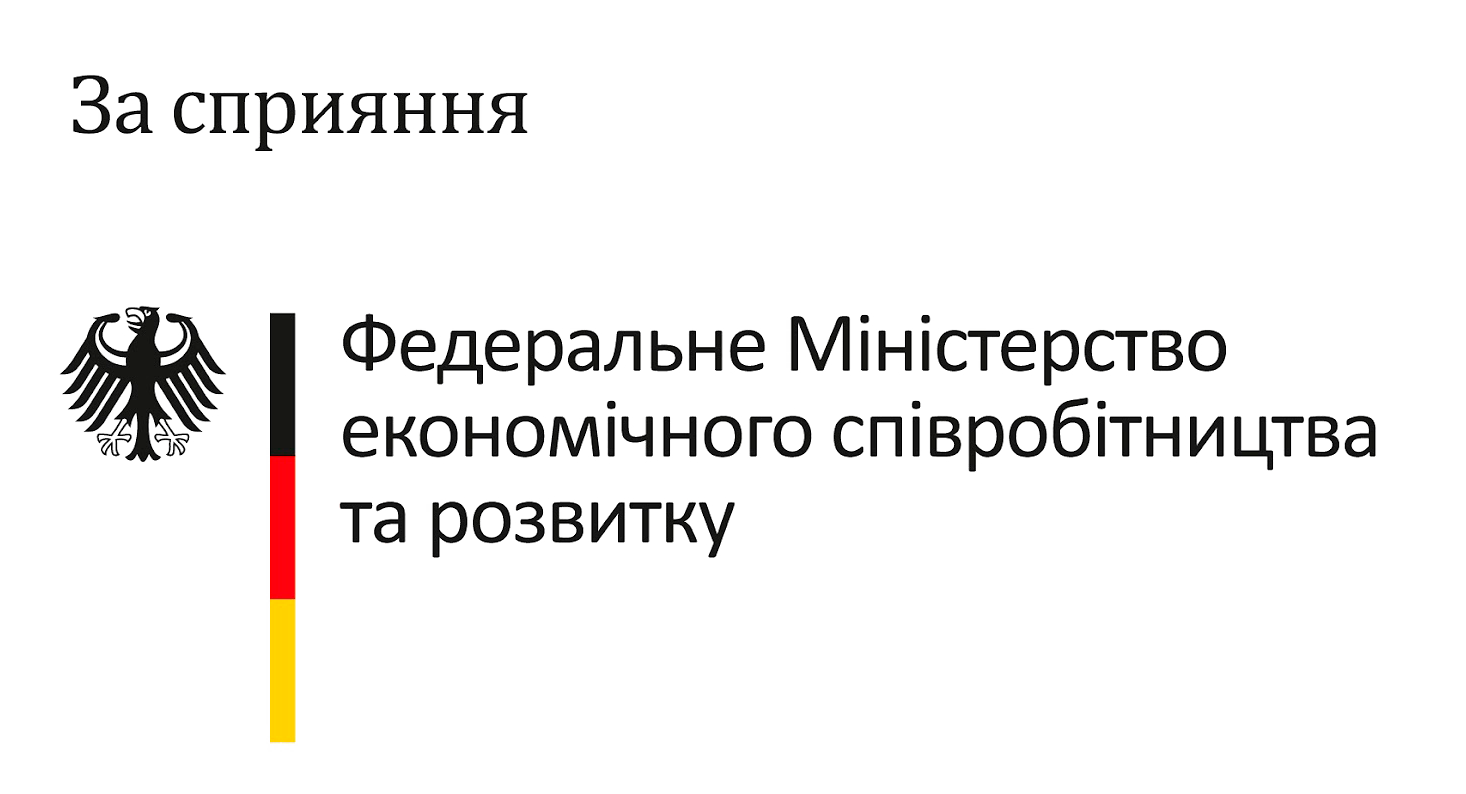 За сприяння
Федеральне Міністерство
економічного співробітництва
та розвитку